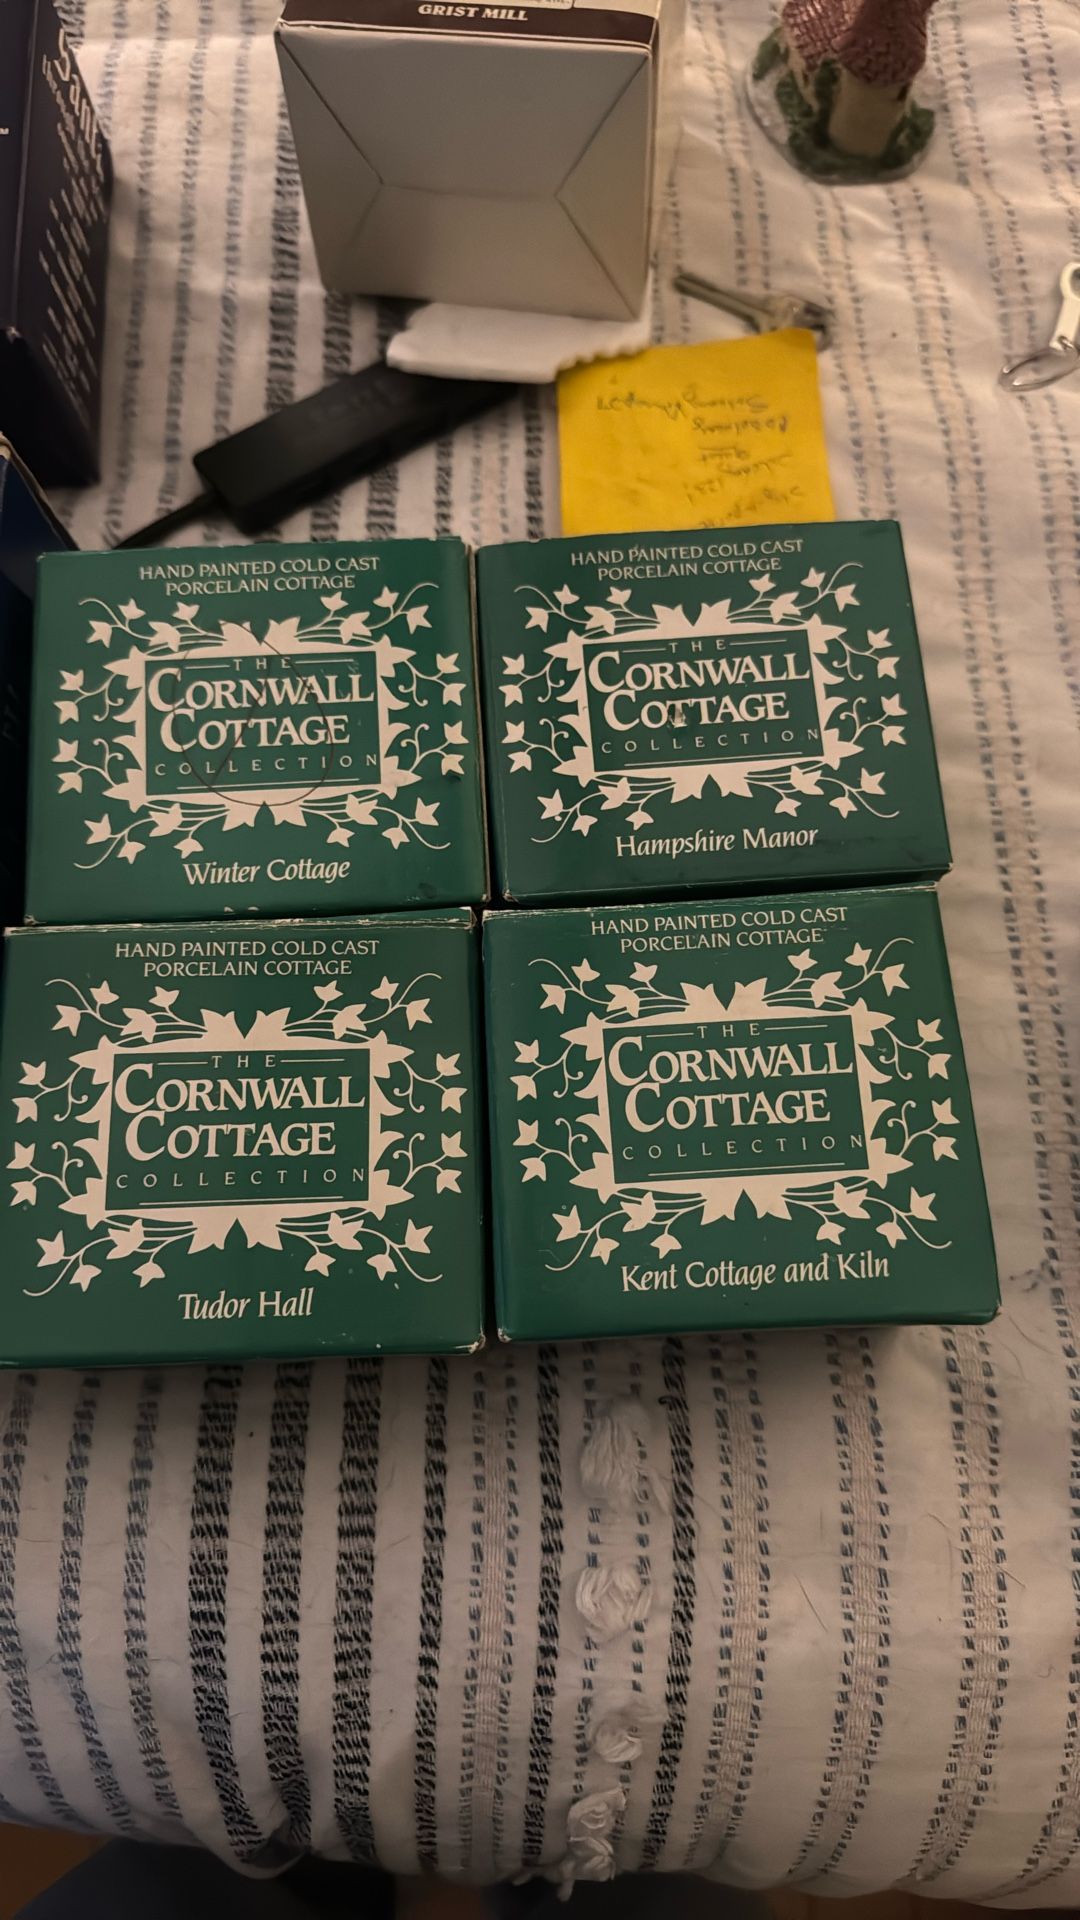 GRIST MILL
HAND PAINTED COLD CAST
PORCELAIN COTTAGE
THE
CORNWALL
COTTAGE
COLLECTION
Winter Cottage
HAND PAINTED COLD CAST
PORCELAIN COTTAGE
THE
CORNWALL
COTTAGE
COLLECTION
Hampshire Manor
HAND PAINTED COLD CAST
PORCELAIN COTTAGE
THE
CORNWALL
COTTAGE
COLLECTION
Tudor Hall
HAND PAINTED COLD CAST
PORCELAIN COTTAGE
THE
CORNWALL
COTTAGE
COLLECTION
Kent Cottage and Kiln